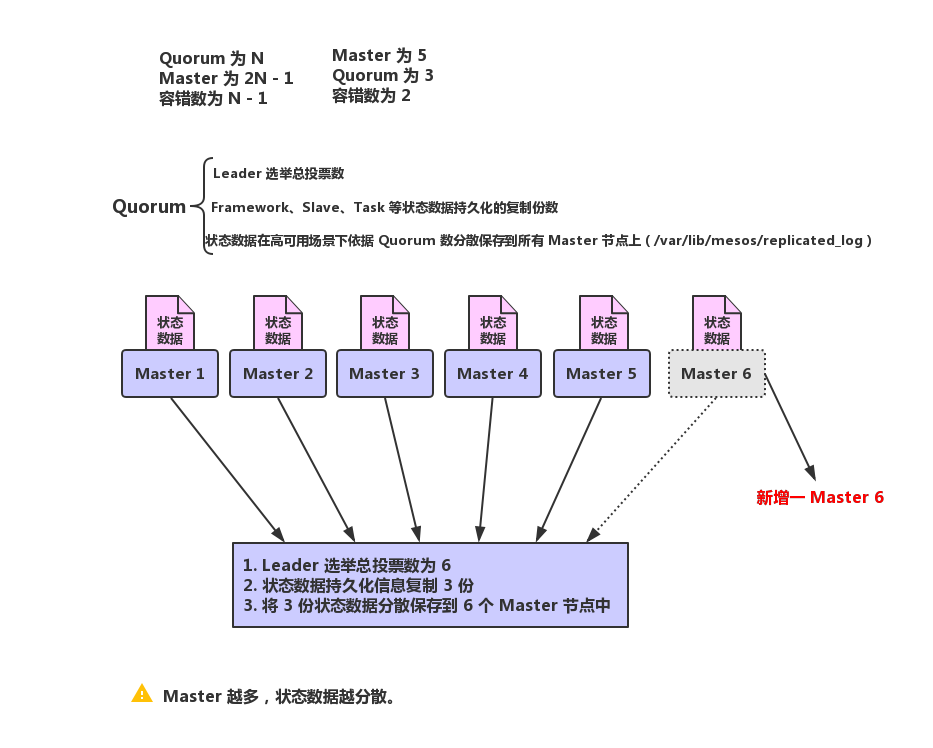 Quorum 为 N
Master 为 2N - 1
容错数为 N - 1
Master 为 5
Quorum 为 3
容错数为 2
Quorum
Leader 选举总投票数
Framework、Slave、Task 等状态数据持久化的复制份数
状态数据在高可用场景下依据 Quorum 数分散保存到所有 Master 节点上 ( /var/lib/mesos/replicated_log )
状态
数据
状态
数据
状态
数据
状态
数据
状态
数据
状态
数据
Master 1
Master 2
Master 3
Master 4
Master 5
Master 6
新增一 Master 6
1. Leader 选举总投票数为 6
2. 状态数据持久化信息复制 3 份
3. 将 3 份状态数据分散保存到 6 个 Master 节点中
Master 越多，状态数据越分散。